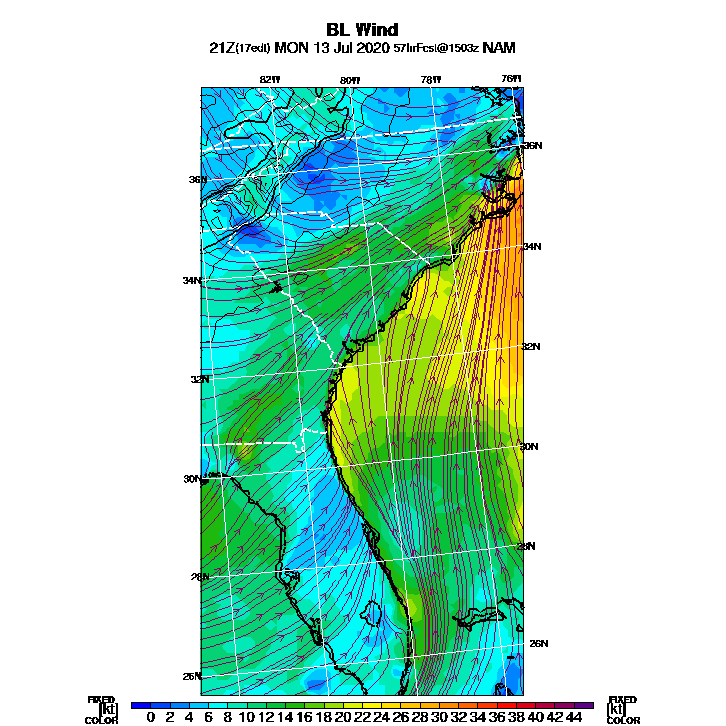 BL Wind
21Z(17edt) MON 13 Jul 2020 57hrFcst@1503z NAM
82W 80W 78W 76W
36N
36N
34N
34N
32N
32N
30N
30N
28N
28N
26N
26N
FIXED FIXED
[kt] 0 2 4 6 8 10 12 14 16 18 20 22 24 26 28 30 32 34 36 38 40 42 44 [kt]
COLOR COLOR